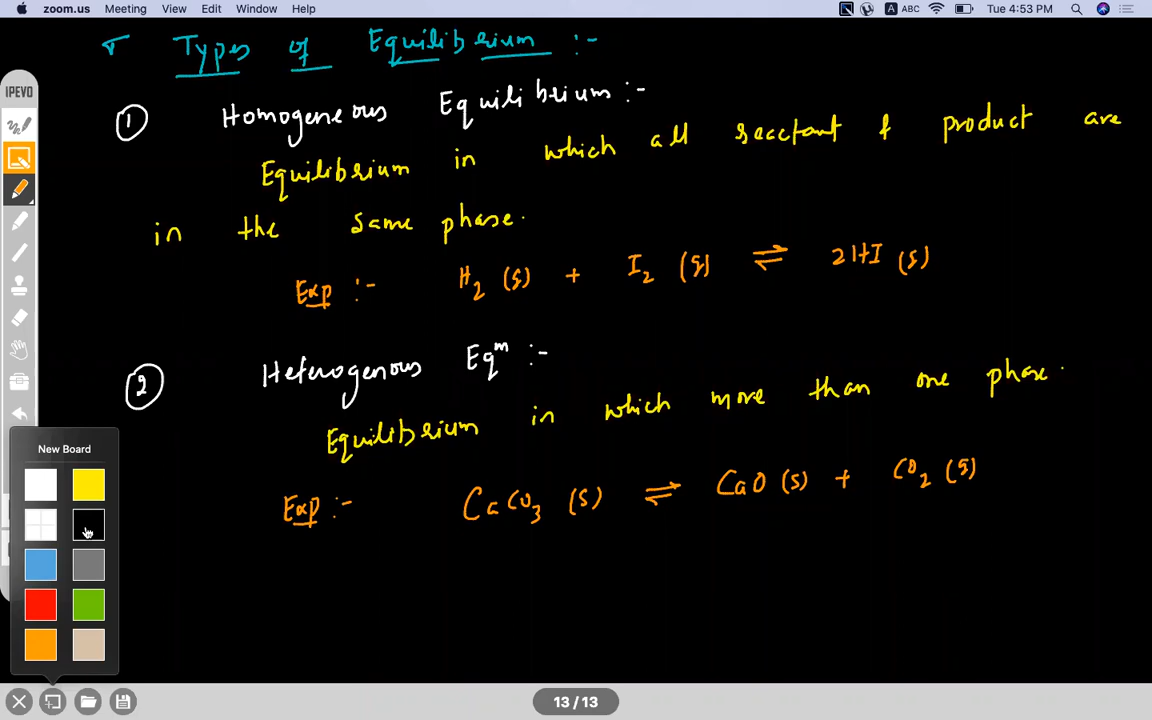 zoom.us Meeting View Edit Window Help ABC Tue 4:53 PM
Types of Equilibrium :-
IPEVO
① Homogeneous Equilibrium :-
Equilibrium in which all reactant & product are
in the same phase.
Exp :- H2 (g) + I2 (g) ⇌ 2HI (g)
② Heterogenous Eqm :-
Equilibrium in which more than one phase.
Exp :- CaCO3 (s) ⇌ CaO (s) + CO2 (g)
New Board
13 / 13